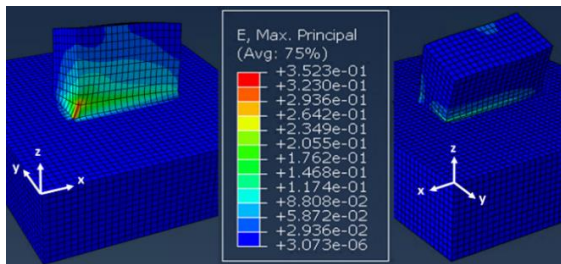 E, Max. Principal
(Avg: 75%)
+3.523e-01
+3.230e-01
+2.936e-01
+2.642e-01
+2.349e-01
+2.055e-01
+1.762e-01
+1.468e-01
+1.174e-01
+8.808e-02
+5.872e-02
+2.936e-02
+3.073e-06
y
z
x
z
x
y